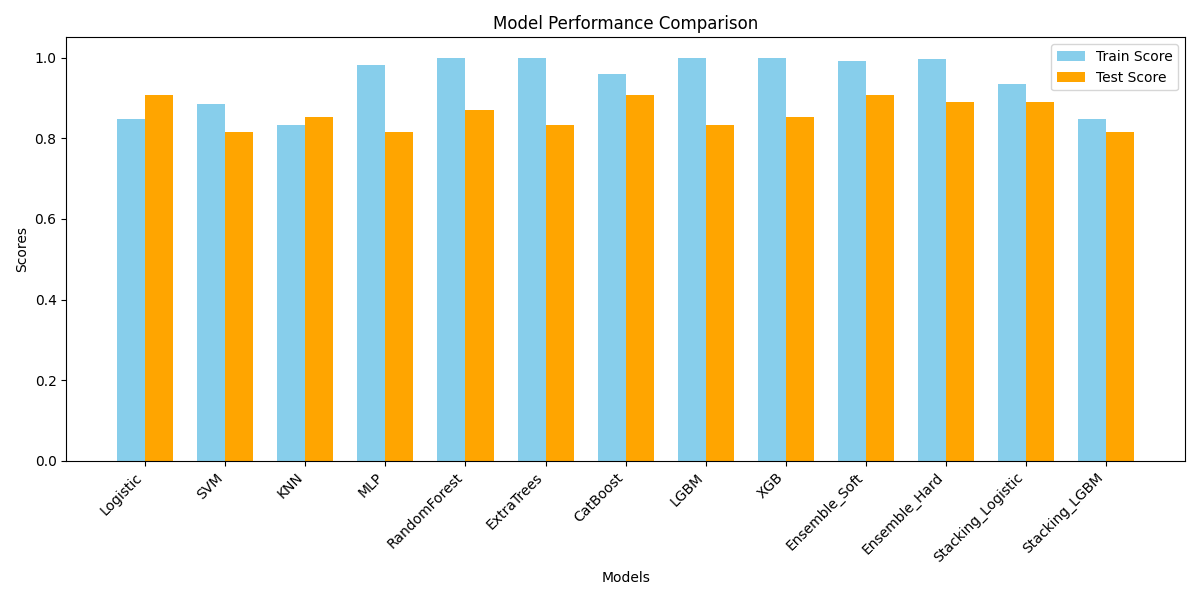 Model Performance Comparison
Train Score
Test Score
Scores
1.0
0.8
0.6
0.4
0.2
0.0
Logistic
SVM
KNN
MLP
RandomForest
ExtraTrees
CatBoost
LGBM
XGB
Ensemble_Soft
Ensemble_Hard
Stacking_Logistic
Stacking_LGBM
Models